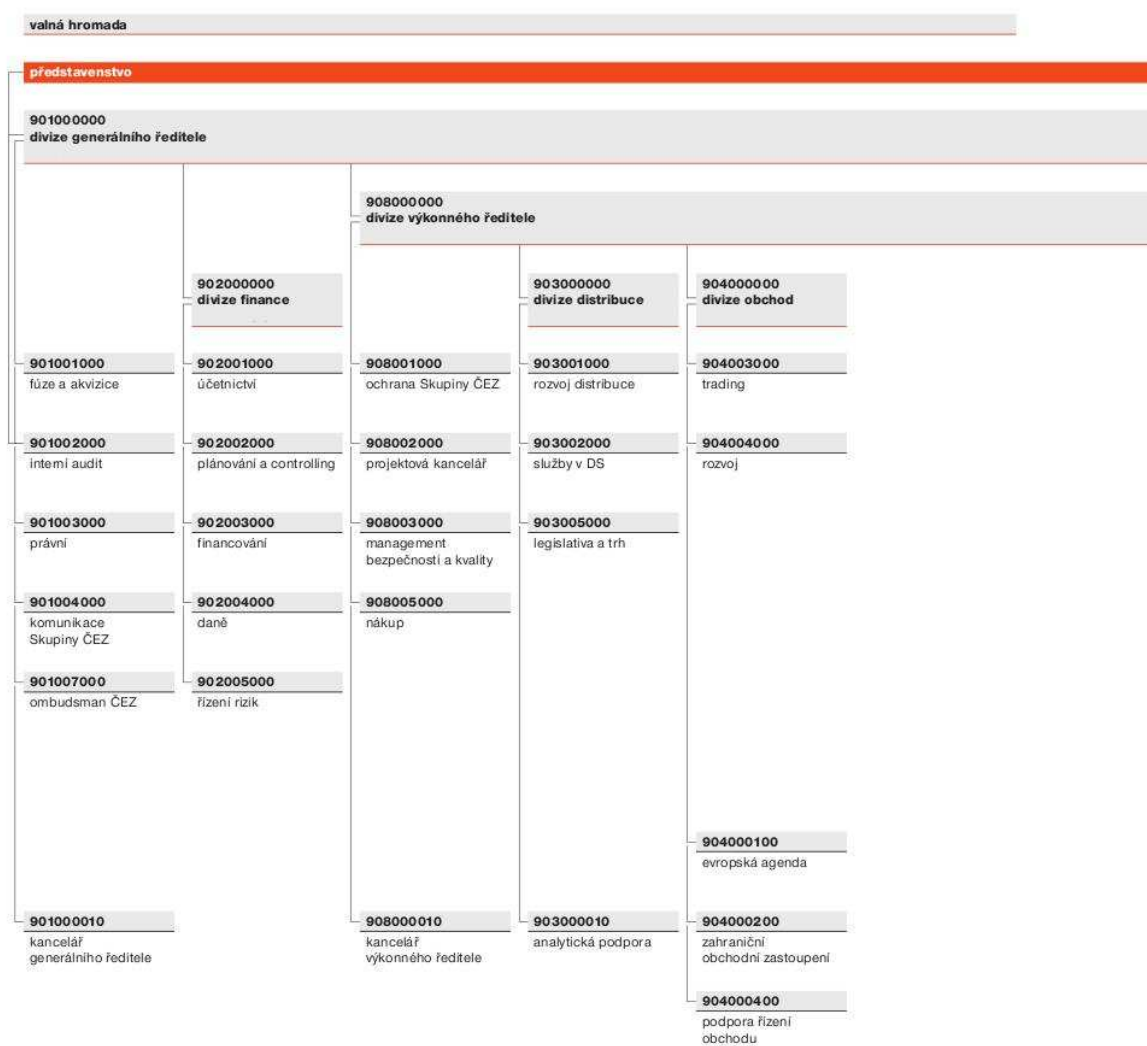 valná hromada
představenstvo
901000000
divize generálního ředitele
908000000
divize výkonného ředitele
902000000
divize finance
903000000
divize distribuce
904000000
divize obchod
901001000
fúze a akvizice
902001000
účetnictví
908001000
ochrana Skupiny ČEZ
903001000
rozvoj distribuce
904003000
trading
901002000
interní audit
902002000
plánování a controlling
908002000
projektová kancelář
903002000
služby v DS
904004000
rozvoj
901003000
právní
902003000
financování
908003000
management
bezpečnosti a kvality
903005000
legislativa a trh
901004000
komunikace
Skupiny ČEZ
902004000
daně
908005000
nákup
901007000
ombudsman ČEZ
902005000
řízení rizik
904000100
evropská agenda
901000010
kancelář
generálního ředitele
908000010
kancelář
výkonného ředitele
903000010
analytická podpora
904000200
zahraniční
obchodní zastoupení
904000400
podpora řízení
obchodu